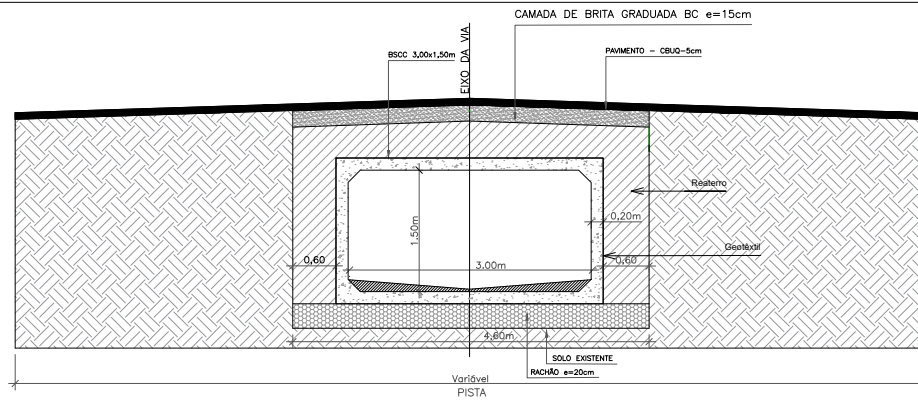 CAMADA DE BRITA GRADUADA BC e=15cm
EIXO DA VIA
BSCC 3,00x1,50m
PAVIMENTO - CBUQ-5cm
Reaterro
0,20m
1.50m
Geotêxtil
0,60
3.00m
0,60
4,60m
SOLO EXISTENTE
RACHÃO e=20cm
Variável
PISTA